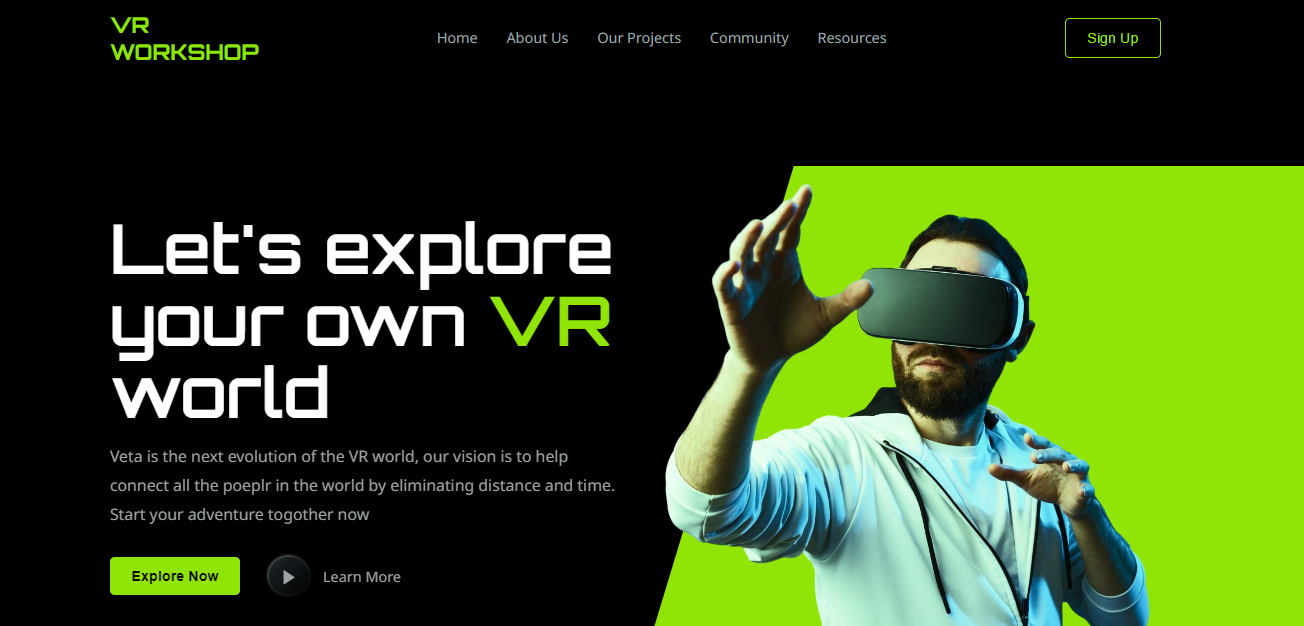 VR
WORKSHOP
Home About Us Our Projects Community Resources
Sign Up
Let's explore
your own VR
world
Veta is the next evolution of the VR world, our vision is to help
connect all the poeplr in the world by eliminating distance and time.
Start your adventure togother now
Explore Now
Learn More